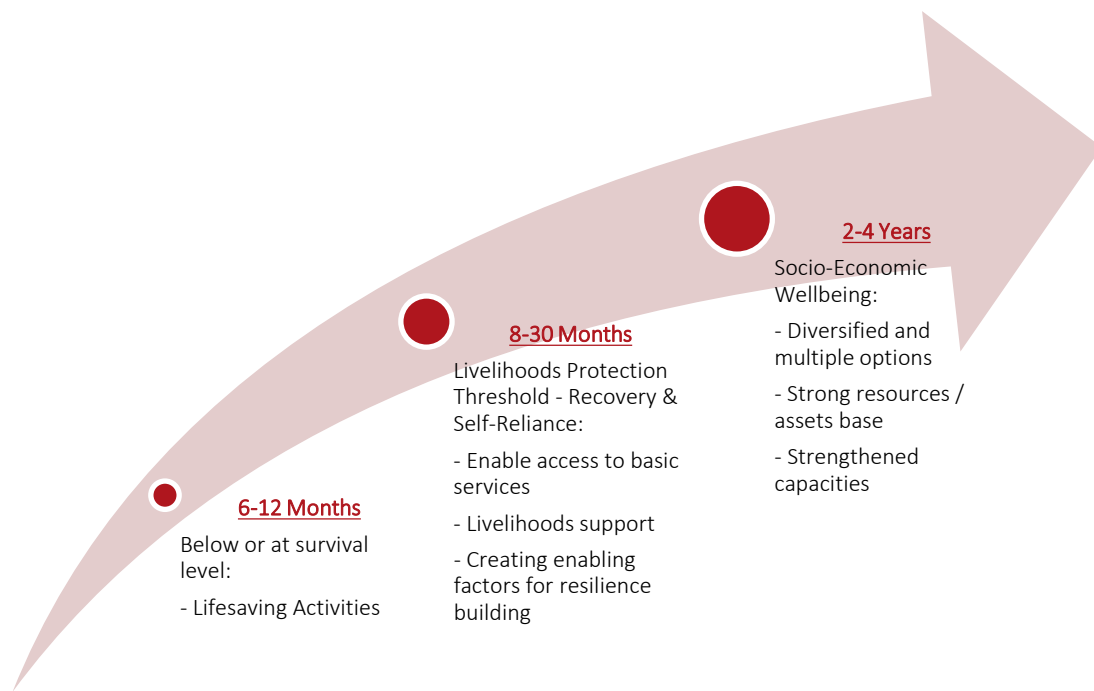 6-12 Months
Below or at survival
level:
- Lifesaving Activities
8-30 Months
Livelihoods Protection
Threshold - Recovery &
Self-Reliance:
- Enable access to basic
services
- Livelihoods support
- Creating enabling
factors for resilience
building
2-4 Years
Socio-Economic
Wellbeing:
- Diversified and
multiple options
- Strong resources /
assets base
- Strengthened
capacities